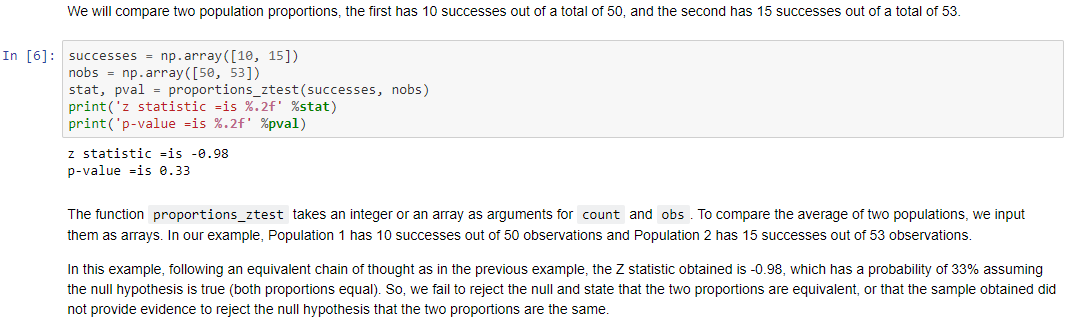 We will compare two population proportions, the first has 10 successes out of a total of 50, and the second has 15 successes out of a total of 53.
In [6]: successes = np.array([10, 15])
nobs = np.array([50, 53])
stat, pval = proportions_ztest(successes, nobs)
print('z statistic =is %.2f' %stat)
print('p-value =is %.2f' %pval)
z statistic =is -0.98
p-value =is 0.33
The function proportions_ztest takes an integer or an array as arguments for count and obs . To compare the average of two populations, we input
them as arrays. In our example, Population 1 has 10 successes out of 50 observations and Population 2 has 15 successes out of 53 observations.
In this example, following an equivalent chain of thought as in the previous example, the Z statistic obtained is -0.98, which has a probability of 33% assuming
the null hypothesis is true (both proportions equal). So, we fail to reject the null and state that the two proportions are equivalent, or that the sample obtained did
not provide evidence to reject the null hypothesis that the two proportions are the same.